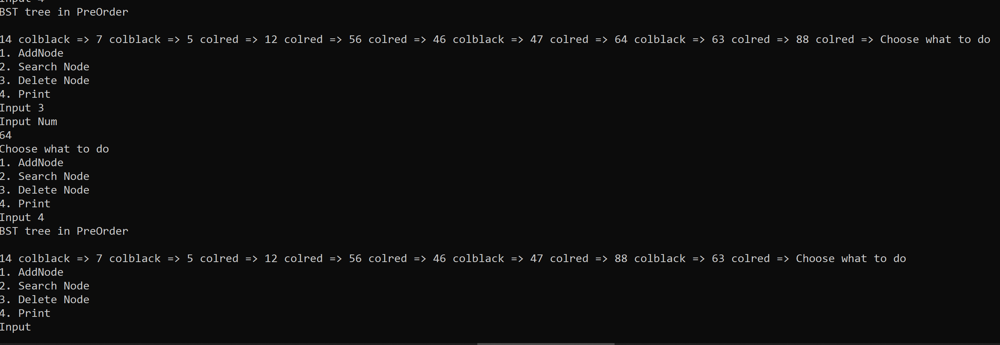 Input 4
BST tree in PreOrder
14 colblack => 7 colblack => 5 colred => 12 colred => 56 colred => 46 colblack => 47 colred => 64 colblack => 63 colred => 88 colred => Choose what to do
1. AddNode
2. Search Node
3. Delete Node
4. Print
Input 3
Input Num
64
Choose what to do
1. AddNode
2. Search Node
3. Delete Node
4. Print
Input 4
BST tree in PreOrder
14 colblack => 7 colblack => 5 colred => 12 colred => 56 colred => 46 colblack => 47 colred => 88 colblack => 63 colred => Choose what to do
1. AddNode
2. Search Node
3. Delete Node
4. Print
Input